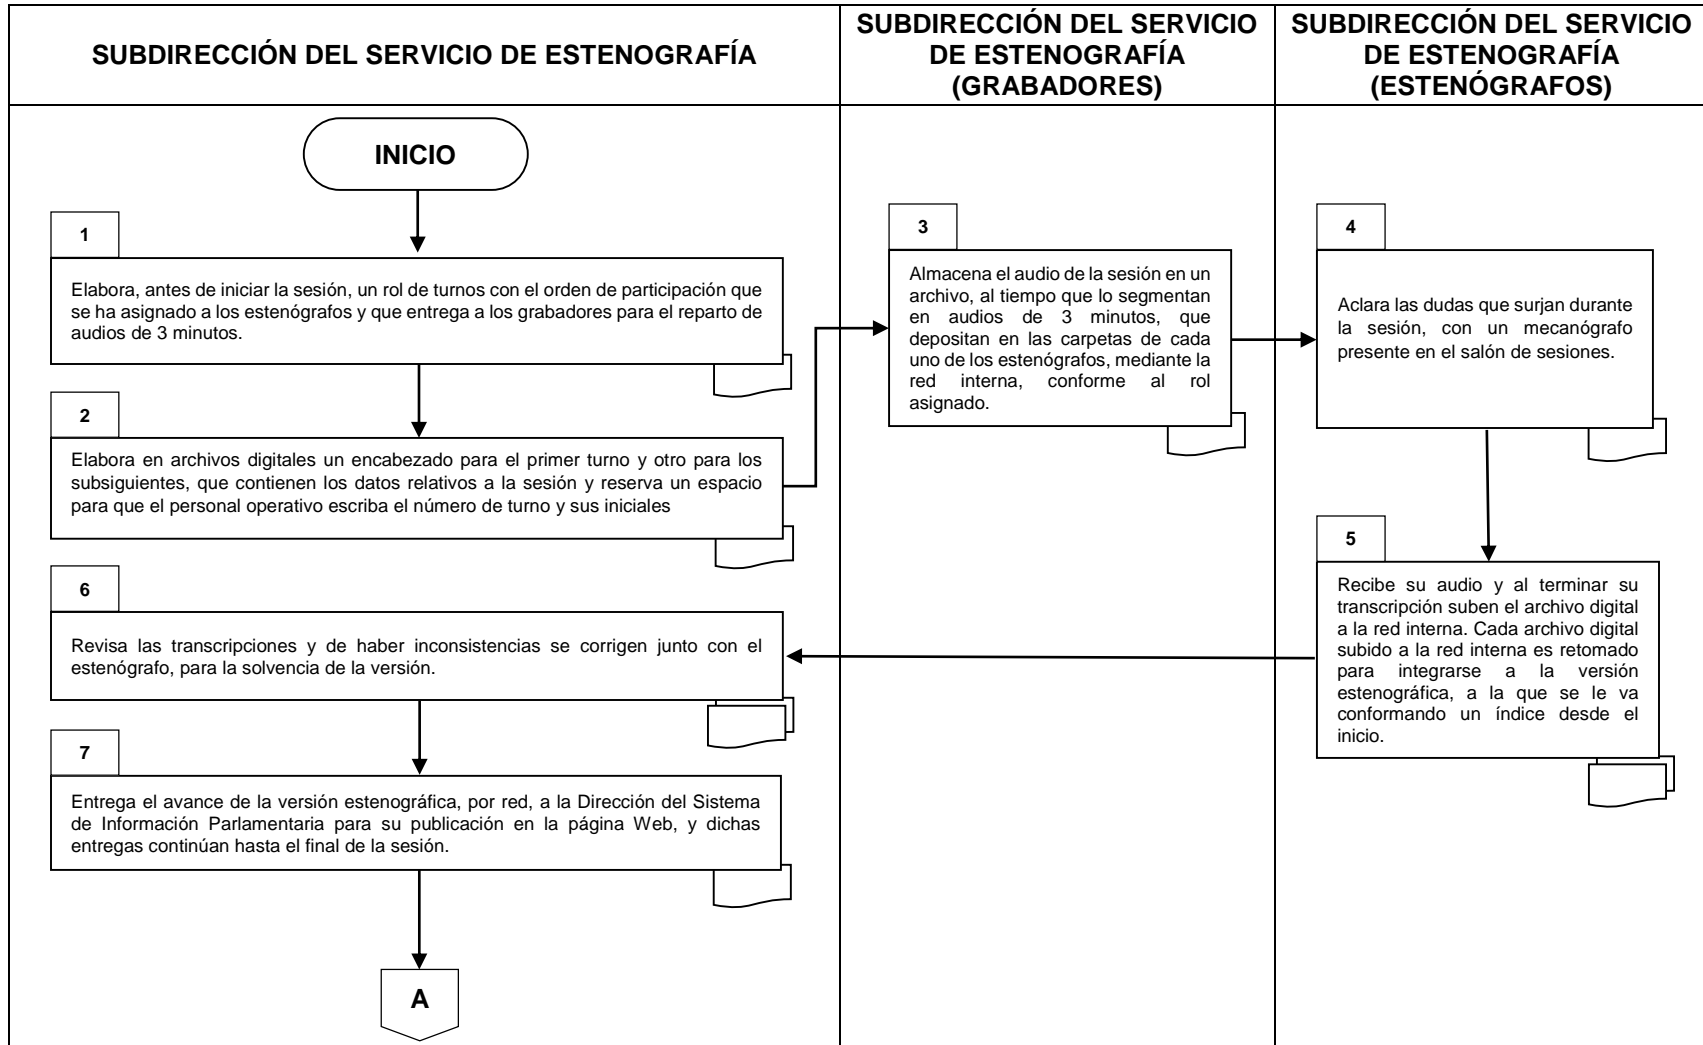 SUBDIRECCIÓN DEL SERVICIO DE ESTENOGRAFÍA
SUBDIRECCIÓN DEL SERVICIO
DE ESTENOGRAFÍA
(GRABADORES)
SUBDIRECCIÓN DEL SERVICIO
DE ESTENOGRAFÍA
(ESTENÓGRAFOS)
INICIO
1
Elabora, antes de iniciar la sesión, un rol de turnos con el orden de participación que
se ha asignado a los estenógrafos y que entrega a los grabadores para el reparto de
audios de 3 minutos.
2
Elabora en archivos digitales un encabezado para el primer turno y otro para los
subsiguientes, que contienen los datos relativos a la sesión y reserva un espacio
para que el personal operativo escriba el número de turno y sus iniciales
3
Almacena el audio de la sesión en un
archivo, al tiempo que lo segmentan
en audios de 3 minutos, que
depositan en las carpetas de cada
uno de los estenógrafos, mediante la
red interna, conforme al rol
asignado.
4
Aclara las dudas que surjan durante
la sesión, con un mecanógrafo
presente en el salón de sesiones.
5
Recibe su audio y al terminar su
transcripción suben el archivo digital
a la red interna. Cada archivo digital
subido a la red interna es retomado
para integrarse a la versión
estenográfica, a la que se le va
conformando un índice desde el
inicio.
6
Revisa las transcripciones y de haber inconsistencias se corrigen junto con el
estenógrafo, para la solvencia de la versión.
7
Entrega el avance de la versión estenográfica, por red, a la Dirección del Sistema
de Información Parlamentaria para su publicación en la página Web, y dichas
entregas continúan hasta el final de la sesión.
A